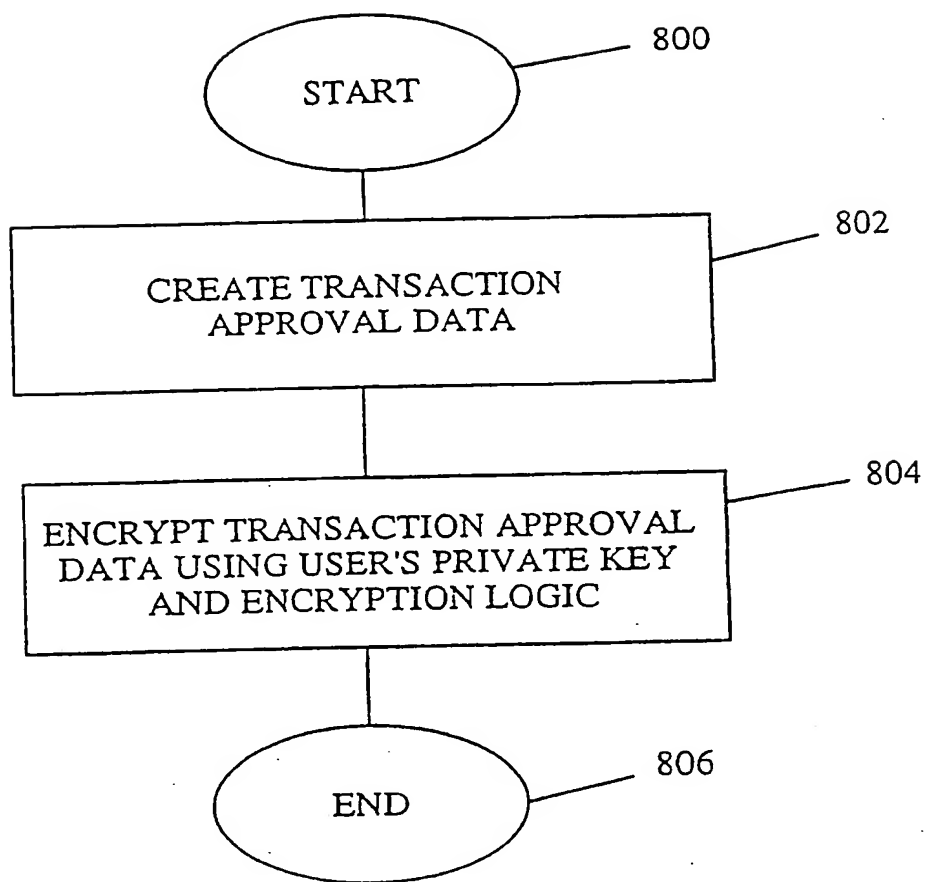 START
800
802
CREATE TRANSACTION
APPROVAL DATA
804
ENCRYPT TRANSACTION APPROVAL
DATA USING USER'S PRIVATE KEY
AND ENCRYPTION LOGIC
806
END